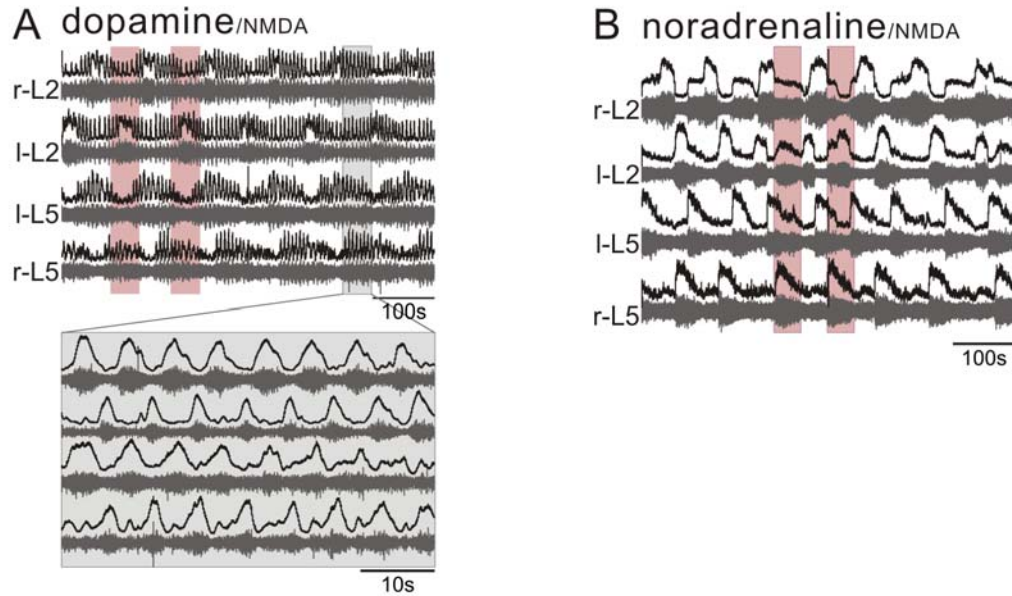 A dopamine/NMDA
r-L2
l-L2
l-L5
r-L5
100s
10s
B noradrenaline/NMDA
r-L2
l-L2
l-L5
r-L5
100s